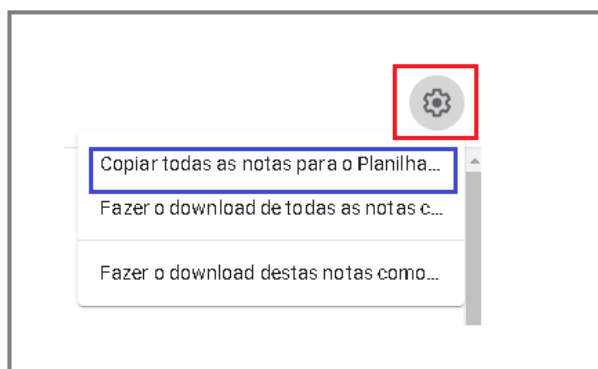 Copiar todas as notas para o Planilha...
Fazer o download de todas as notas c...
Fazer o download destas notas como...